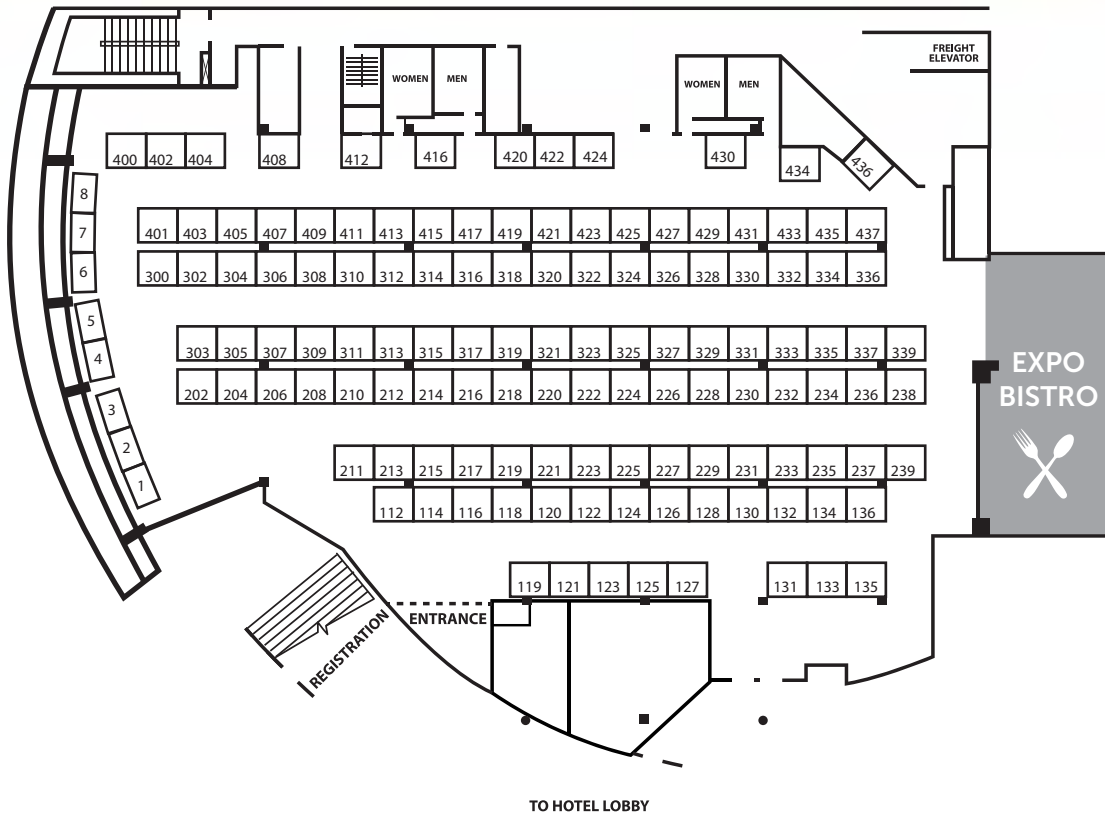 FREIGHT
ELEVATOR
WOMEN MEN
WOMEN MEN
400 402 404 408 412 416 420 422 424 430 434 436
8
7
6
5
4
3
2
1
401 403 405 407 409 411 413 415 417 419 421 423 425 427 429 431 433 435 437
300 302 304 306 308 310 312 314 316 318 320 322 324 326 328 330 332 334 336
303 305 307 309 311 313 315 317 319 321 323 325 327 329 331 333 335 337 339
202 204 206 208 210 212 214 216 218 220 222 224 226 228 230 232 234 236 238
EXPO
BISTRO
211 213 215 217 219 221 223 225 227 229 231 233 235 237 239
112 114 116 118 120 122 124 126 128 130 132 134 136
119 121 123 125 127 131 133 135
ENTRANCE
REGISTRATION
TO HOTEL LOBBY